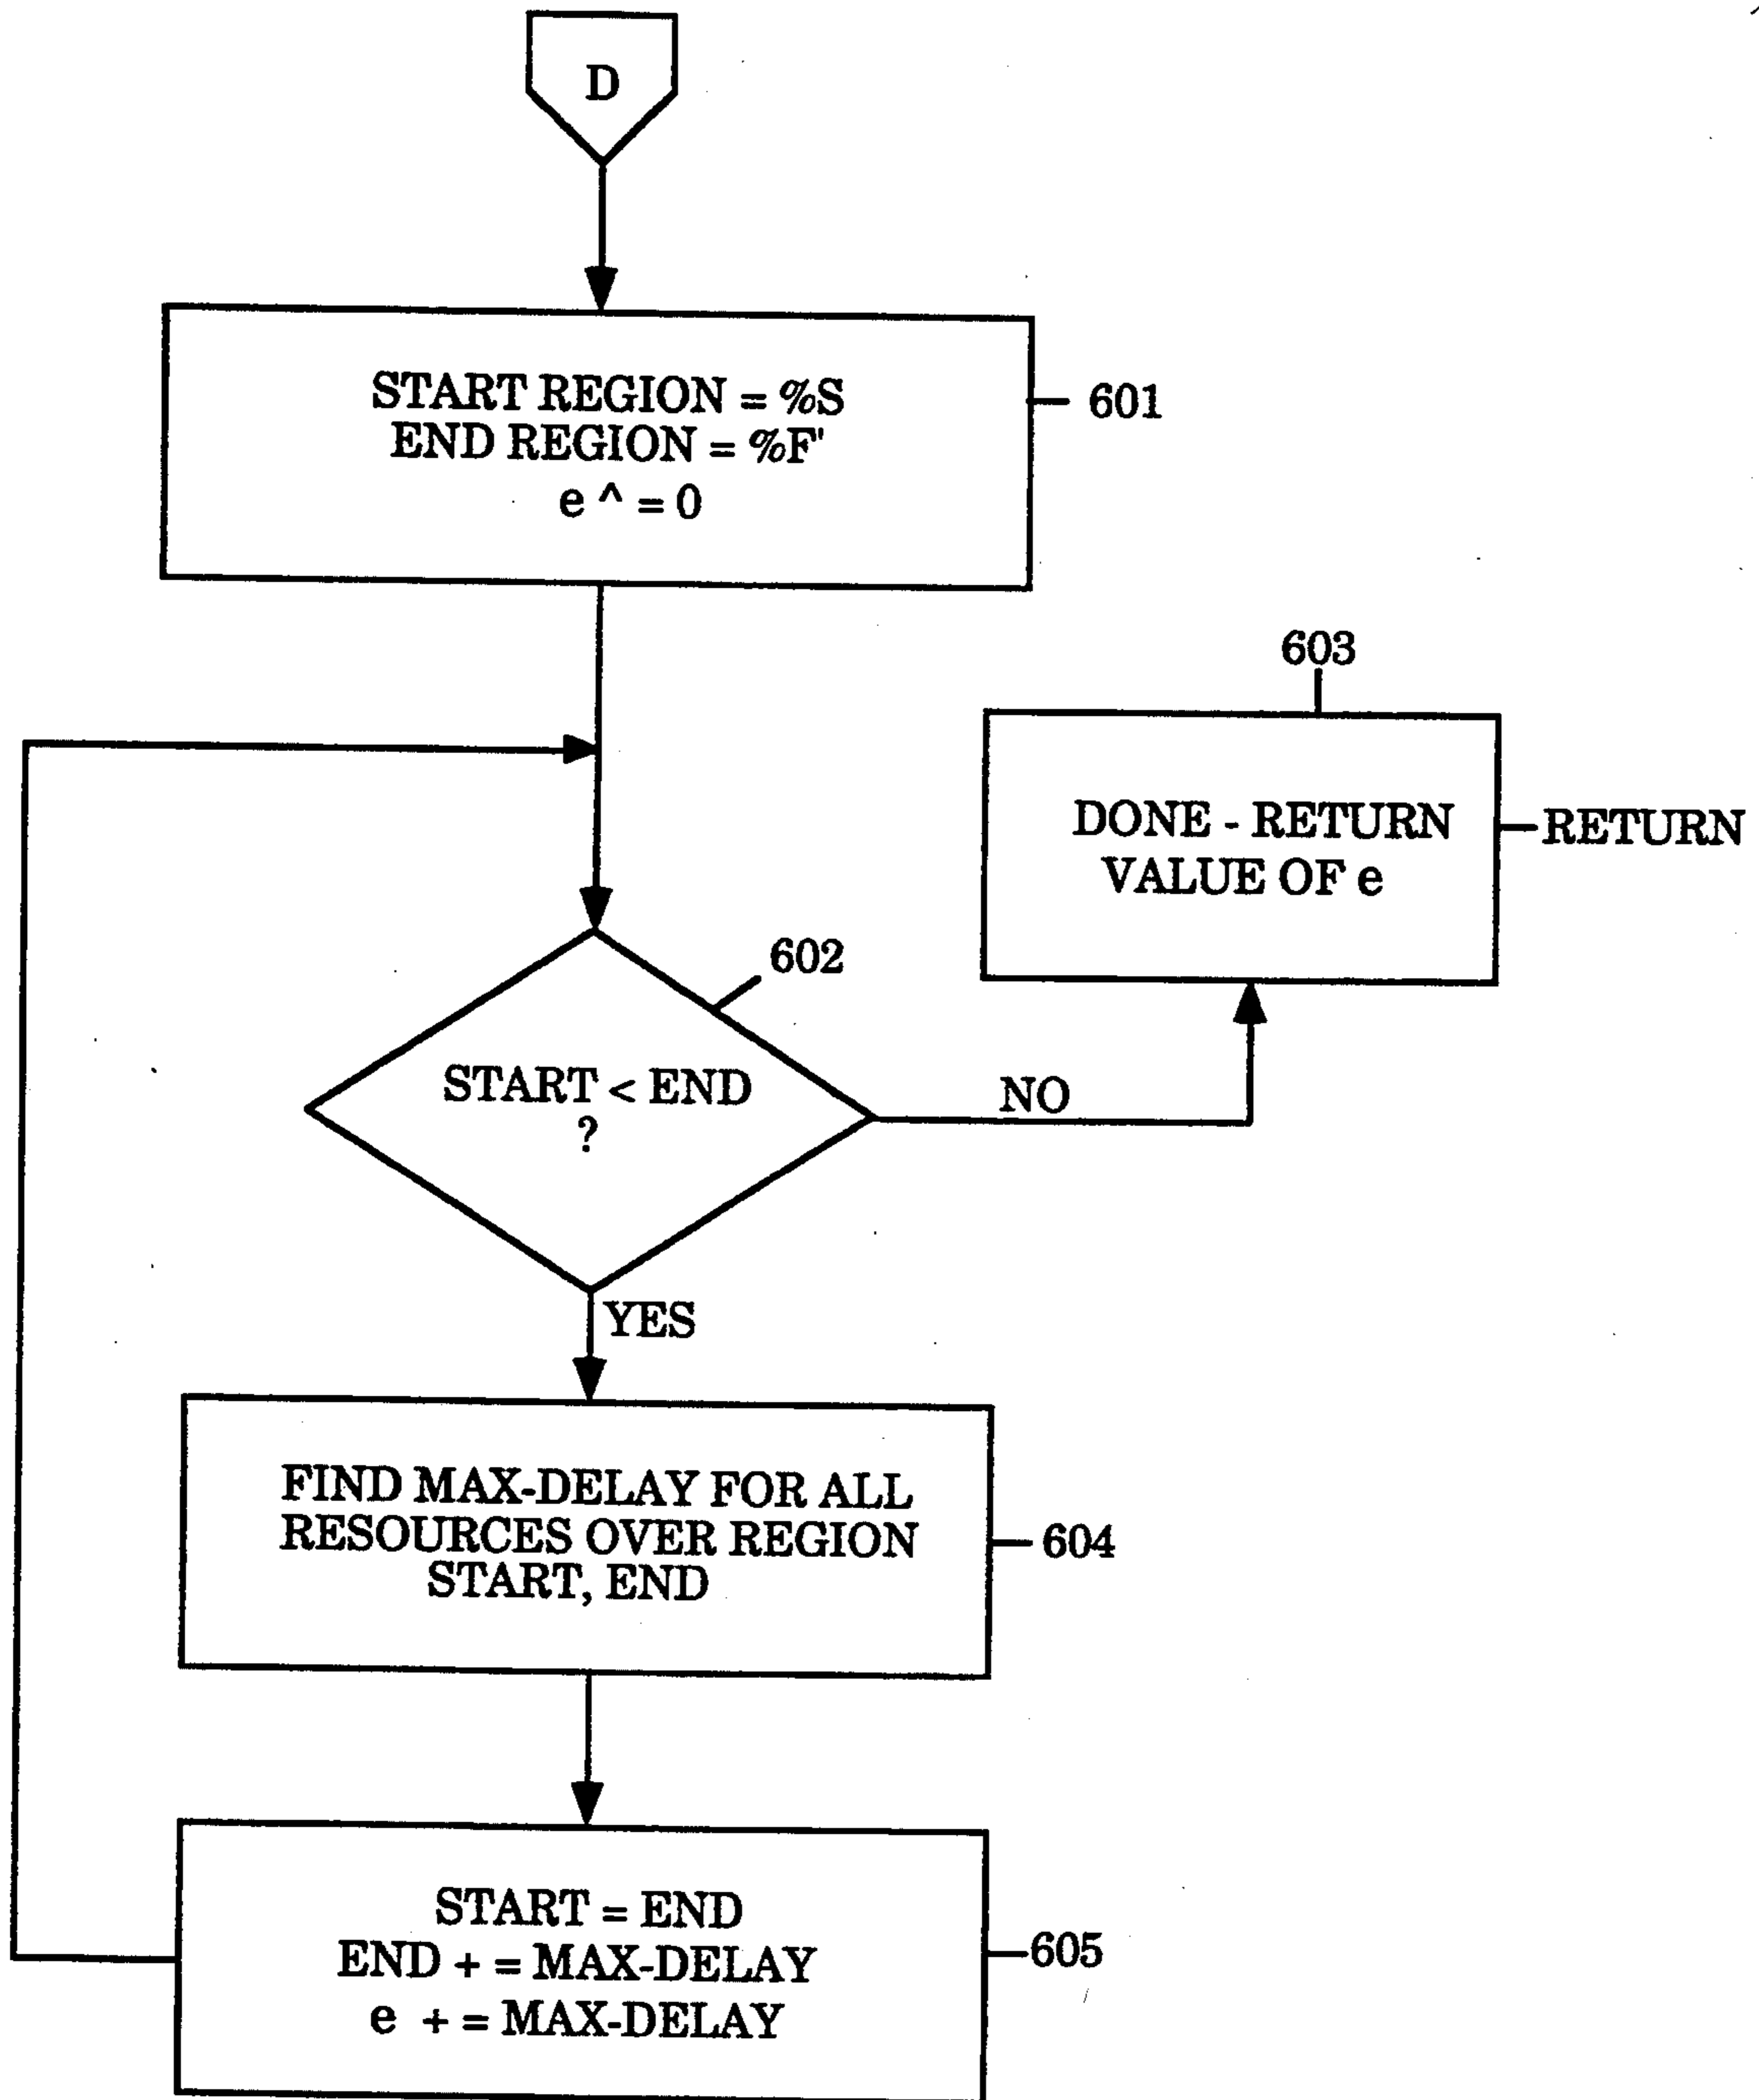 D
START REGION = %S
END REGION = %F'
e ^ = 0
601
603
DONE - RETURN
VALUE OF e
RETURN
602
START < END
?
NO
YES
FIND MAX-DELAY FOR ALL
RESOURCES OVER REGION
START, END
604
START = END
END + = MAX-DELAY
e + = MAX-DELAY
605